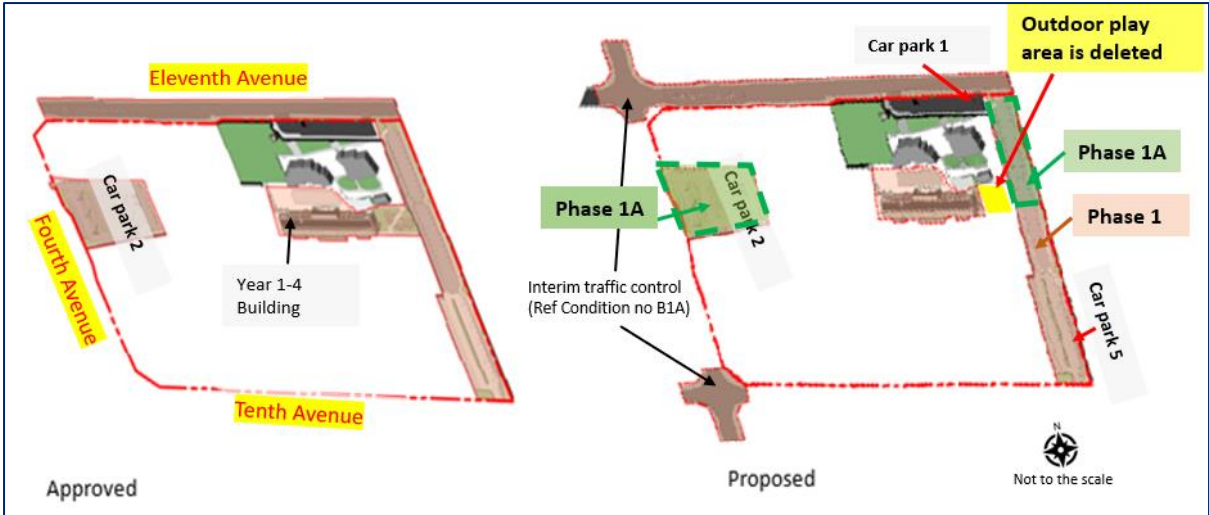 Eleventh Avenue
Car park 2
Fourth Avenue
Year 1-4
Building
Tenth Avenue
Approved
Car park 1
Outdoor play
area is deleted
Phase 1A
Phase 1A
Car park 2
Phase 1
Interim traffic control
(Ref Condition no B1A)
Car park 5
N
Not to the scale
Proposed